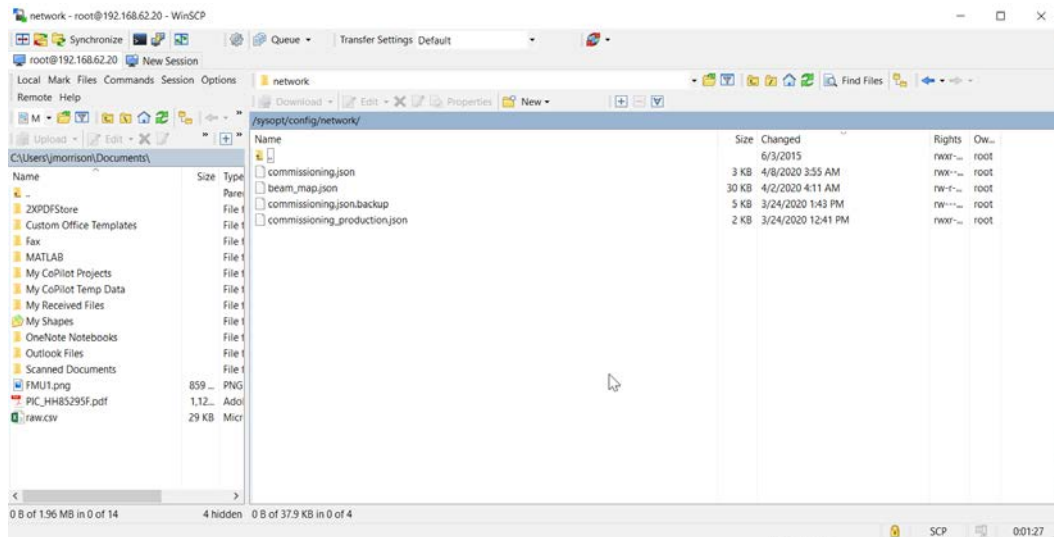 network - root@192.168.62.20 - WinSCP
Synchronize Queue Transfer Settings Default
root@192.168.62.20 New Session
Local Mark Files Commands Session Options
Remote Help
network Find Files
Download Edit Properties New
M
Upload Edit
/sysopt/config/network/
C:\Users\jmorrison\Documents\
Name Size Type
..
2XPDFStore File
Custom Office Templates File
Fax File
MATLAB File
My CoPilot Projects File
My CoPilot Temp Data File
My Received Files File
My Shapes File
OneNote Notebooks File
Outlook Files File
Scanned Documents File
FMU1.png 859 ... PNG
PIC_HH85295F.pdf 1,12... Ado
raw.csv 29 KB Micr
Name Size Changed Rights Ow...
.. 6/3/2015 rwxr-... root
commissioning.json 3 KB 4/8/2020 3:55 AM rwx--... root
beam_map.json 30 KB 4/2/2020 4:11 AM rw-r-... root
commissioning.json.backup 5 KB 3/24/2020 1:43 PM rw----... root
commissioning_production.json 2 KB 3/24/2020 12:41 PM rwxr-... root
0 B of 1.96 MB in 0 of 14 4 hidden 0 B of 37.9 KB in 0 of 4
SCP 0:01:27